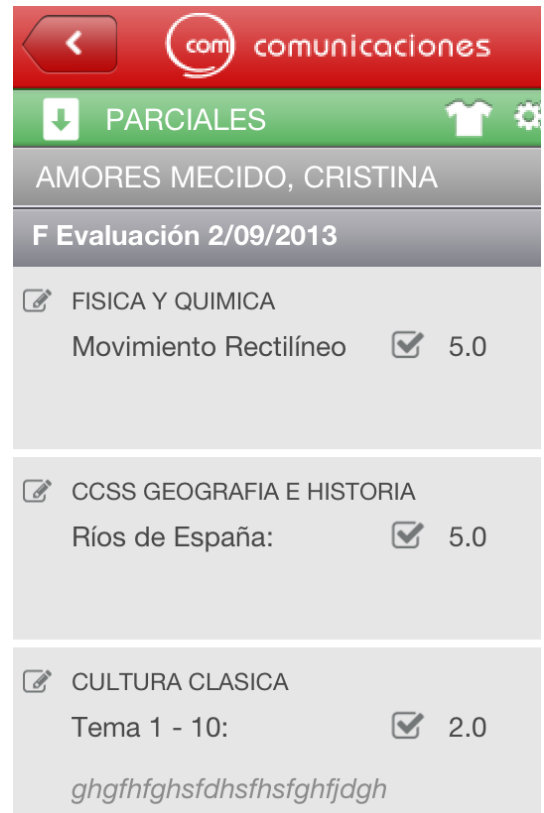 com comunicaciones
PARCIALES
AMORES MECIDO, CRISTINA
F Evaluación 2/09/2013
FISICA Y QUIMICA
Movimiento Rectilíneo 5.0
CCSS GEOGRAFIA E HISTORIA
Ríos de España: 5.0
CULTURA CLASICA
Tema 1 - 10: 2.0
ghgfhfghsfdhsfhsfghfjdgh